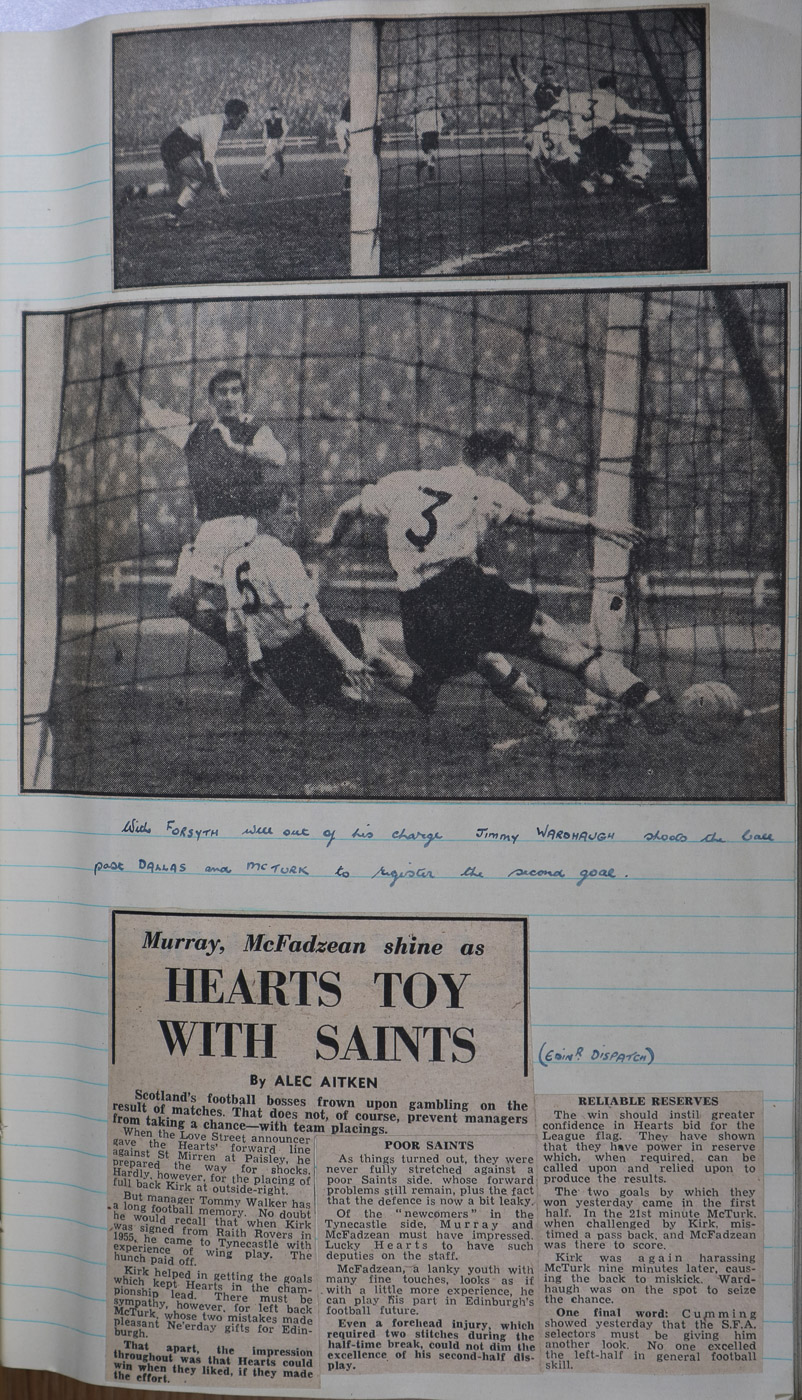 3
5
3
5
With FORSYTH well out of his charge Jimmy WARDHAUGH shoots the ball
past DALLAS and MCTURK to register the second goal.
Murray, McFadzean shine as
HEARTS TOY
WITH SAINTS
(EDINR DISPATCH)
By ALEC AITKEN
Scotland's football bosses frown upon gambling on the
result of matches. That does not, of course, prevent managers
from taking a chance—with team placings.
When the Love Street announcer
gave the Hearts' forward line
against St Mirren at Paisley, he
prepared the way for shocks.
Hardly, however, for the placing of
full back Kirk at outside-right.
But manager Tommy Walker has
a long football memory. No doubt
he would recall that when Kirk
was signed from Raith Rovers in
1955, he came to Tynecastle with
experience of wing play. The
hunch paid off.
Kirk helped in getting the goals
which kept Hearts in the cham-
pionship lead. There must be
sympathy, however, for left back
McTurk, whose two mistakes made
pleasant Ne'erday gifts for Edin-
burgh.
That apart, the impression
throughout was that Hearts could
win when they liked, if they made
the effort.
POOR SAINTS
As things turned out, they were
never fully stretched against a
poor Saints side, whose forward
problems still remain, plus the fact
that the defence is now a bit leaky.
Of the "newcomers" in the
Tynecastle side, Murray and
McFadzean must have impressed.
Lucky Hearts to have such
deputies on the staff.
McFadzean, a lanky youth with
many fine touches, looks as if
with a little more experience, he
can play his part in Edinburgh's
football future.
Even a forehead injury, which
required two stitches during the
half-time break, could not dim the
excellence of his second-half dis-
play.
RELIABLE RESERVES
The win should instil greater
confidence in Hearts bid for the
League flag. They have shown
that they have power in reserve
which, when required, can be
called upon and relied upon to
produce the results.
The two goals by which they
won yesterday came in the first
half. In the 21st minute McTurk,
when challenged by Kirk, mis-
timed a pass back, and McFadzean
was there to score.
Kirk was again harassing
McTurk nine minutes later, caus-
ing the back to miskick. Ward-
haugh was on the spot to seize
the chance.
One final word: Cumming
showed yesterday that the S.F.A.
selectors must be giving him
another look. No one excelled
the left-half in general football
skill.